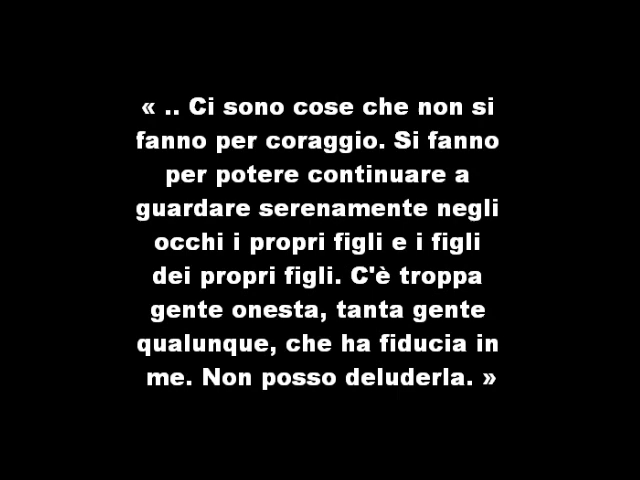 « .. Ci sono cose che non si
fanno per coraggio. Si fanno
per potere continuare a
guardare serenamente negli
occhi i propri figli e i figli
dei propri figli. C'è troppa
gente onesta, tanta gente
qualunque, che ha fiducia in
me. Non posso deluderla. »